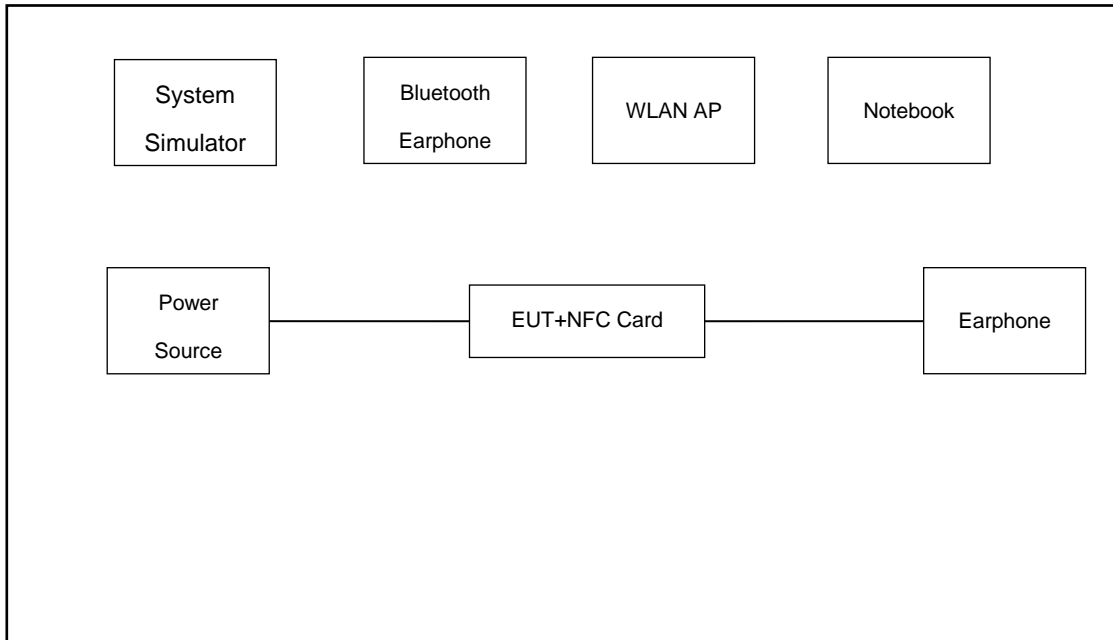 System
Simulator
Bluetooth
Earphone
WLAN AP
Notebook
Power
Source
EUT+NFC Card
Earphone